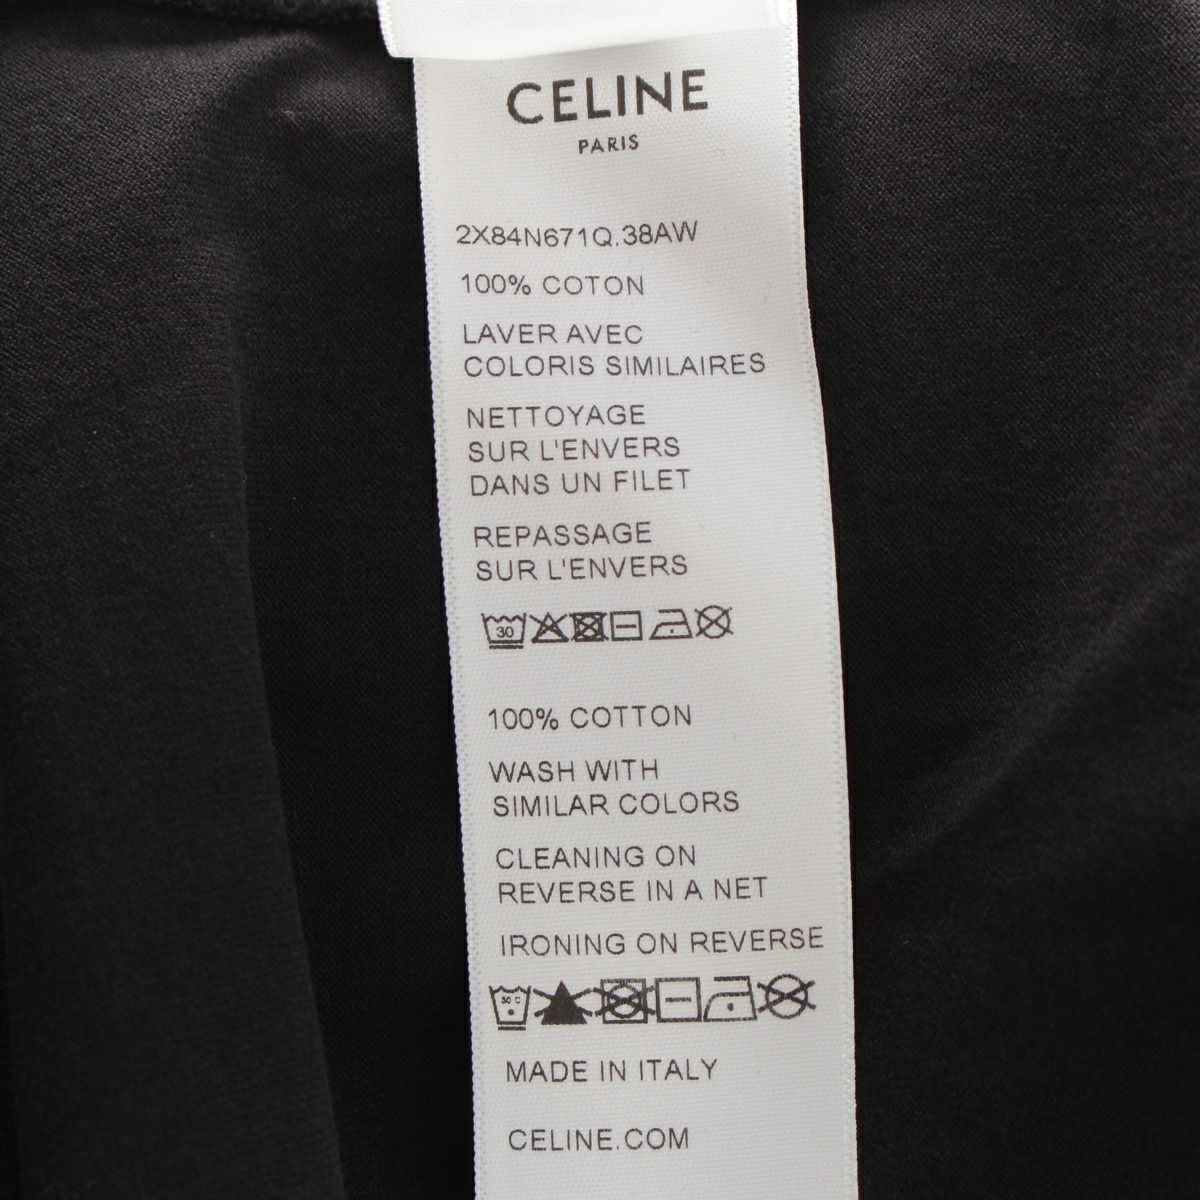 CELINE
PARIS
2X84N671Q.38AW
100% COTON
LAVER AVEC
COLORIS SIMILAIRES
NETTOYAGE
SUR L'ENVERS
DANS UN FILET
REPASSAGE
SUR L'ENVERS
30
100% COTTON
WASH WITH
SIMILAR COLORS
CLEANING ON
REVERSE IN A NET
IRONING ON REVERSE
30 C
MADE IN ITALY
CELINE.COM